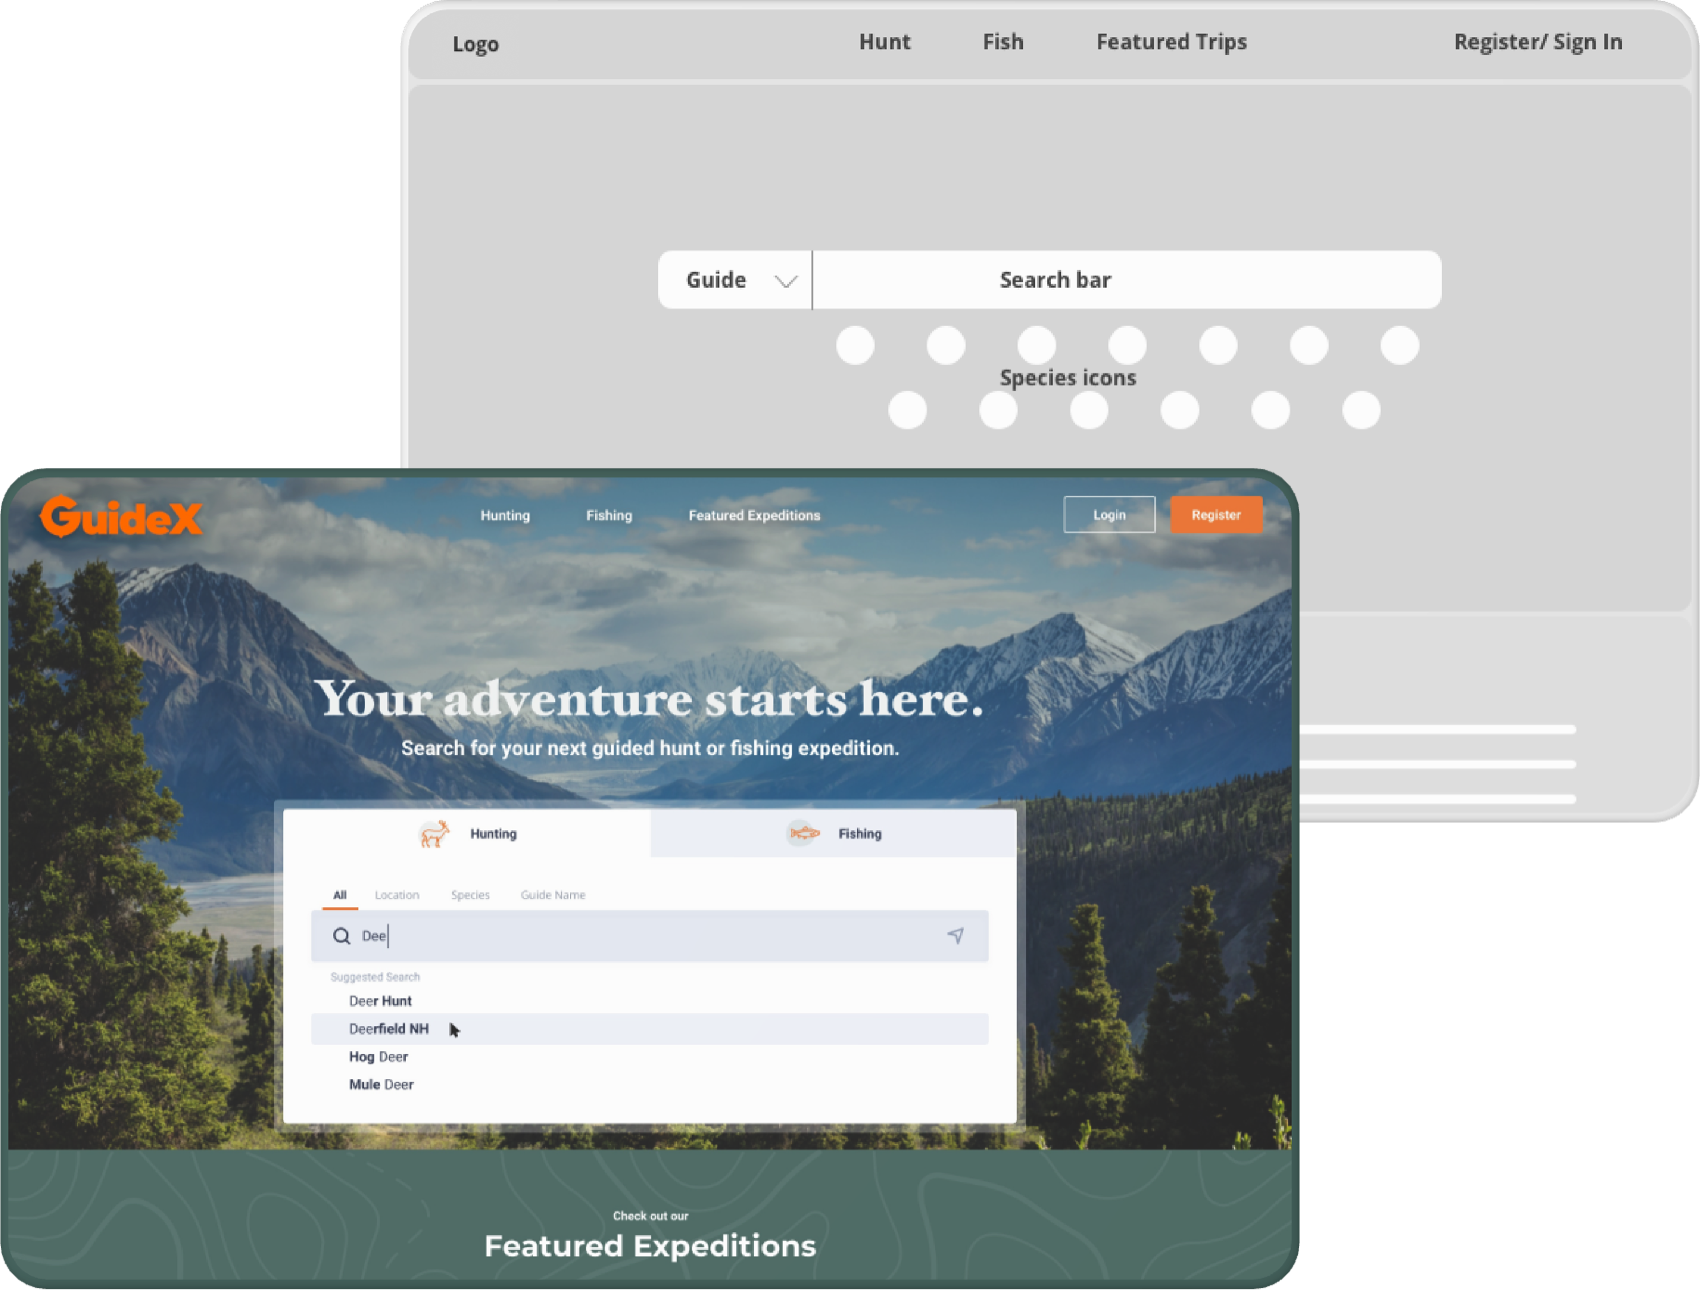 Logo
Hunt
Fish
Featured Trips
Register/ Sign In
Guide
Search bar
Species icons
GuideX
Hunting
Fishing
Featured Expeditions
Login
Register
Your adventure starts here.
Search for your next guided hunt or fishing expedition.
Hunting
Fishing
All
Location
Species
Guide Name
Dee
Suggested Search
Deer Hunt
Deerfield NH
Hog Deer
Mule Deer
Check out our
Featured Expeditions